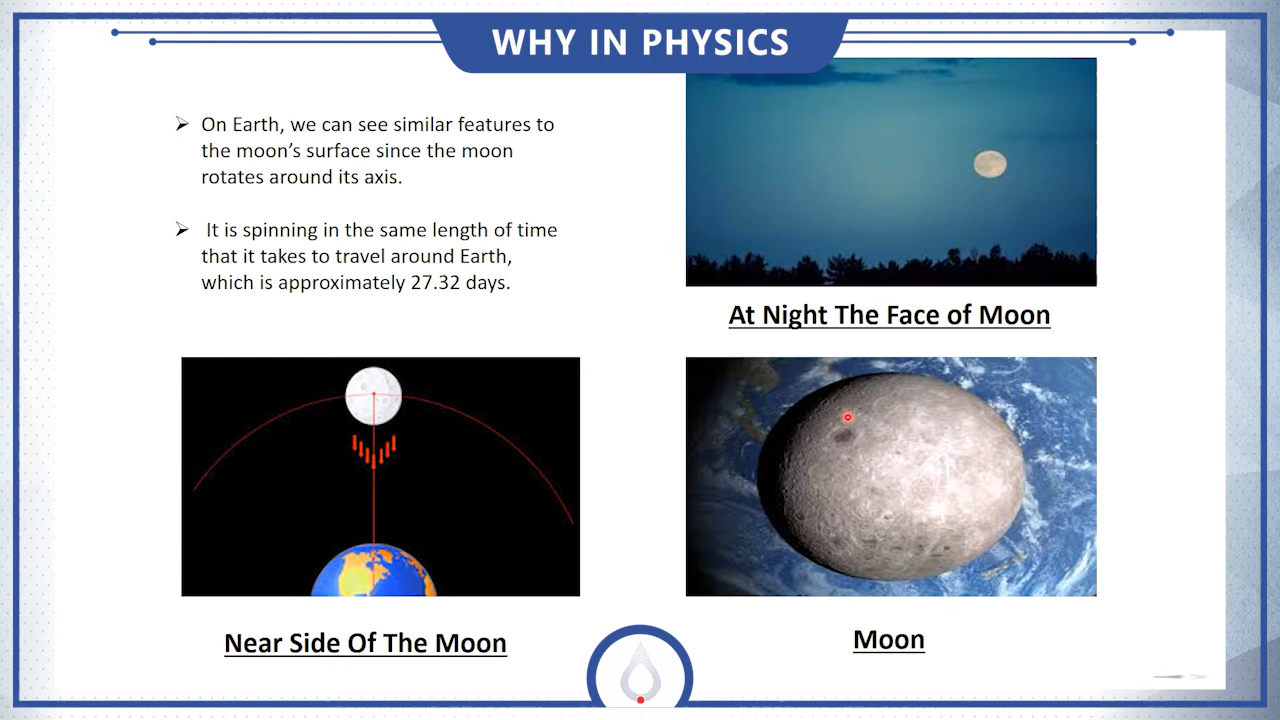 WHY IN PHYSICS
On Earth, we can see similar features to
the moon’s surface since the moon
rotates around its axis.
It is spinning in the same length of time
that it takes to travel around Earth,
which is approximately 27.32 days.
At Night The Face of Moon
Near Side Of The Moon
Moon